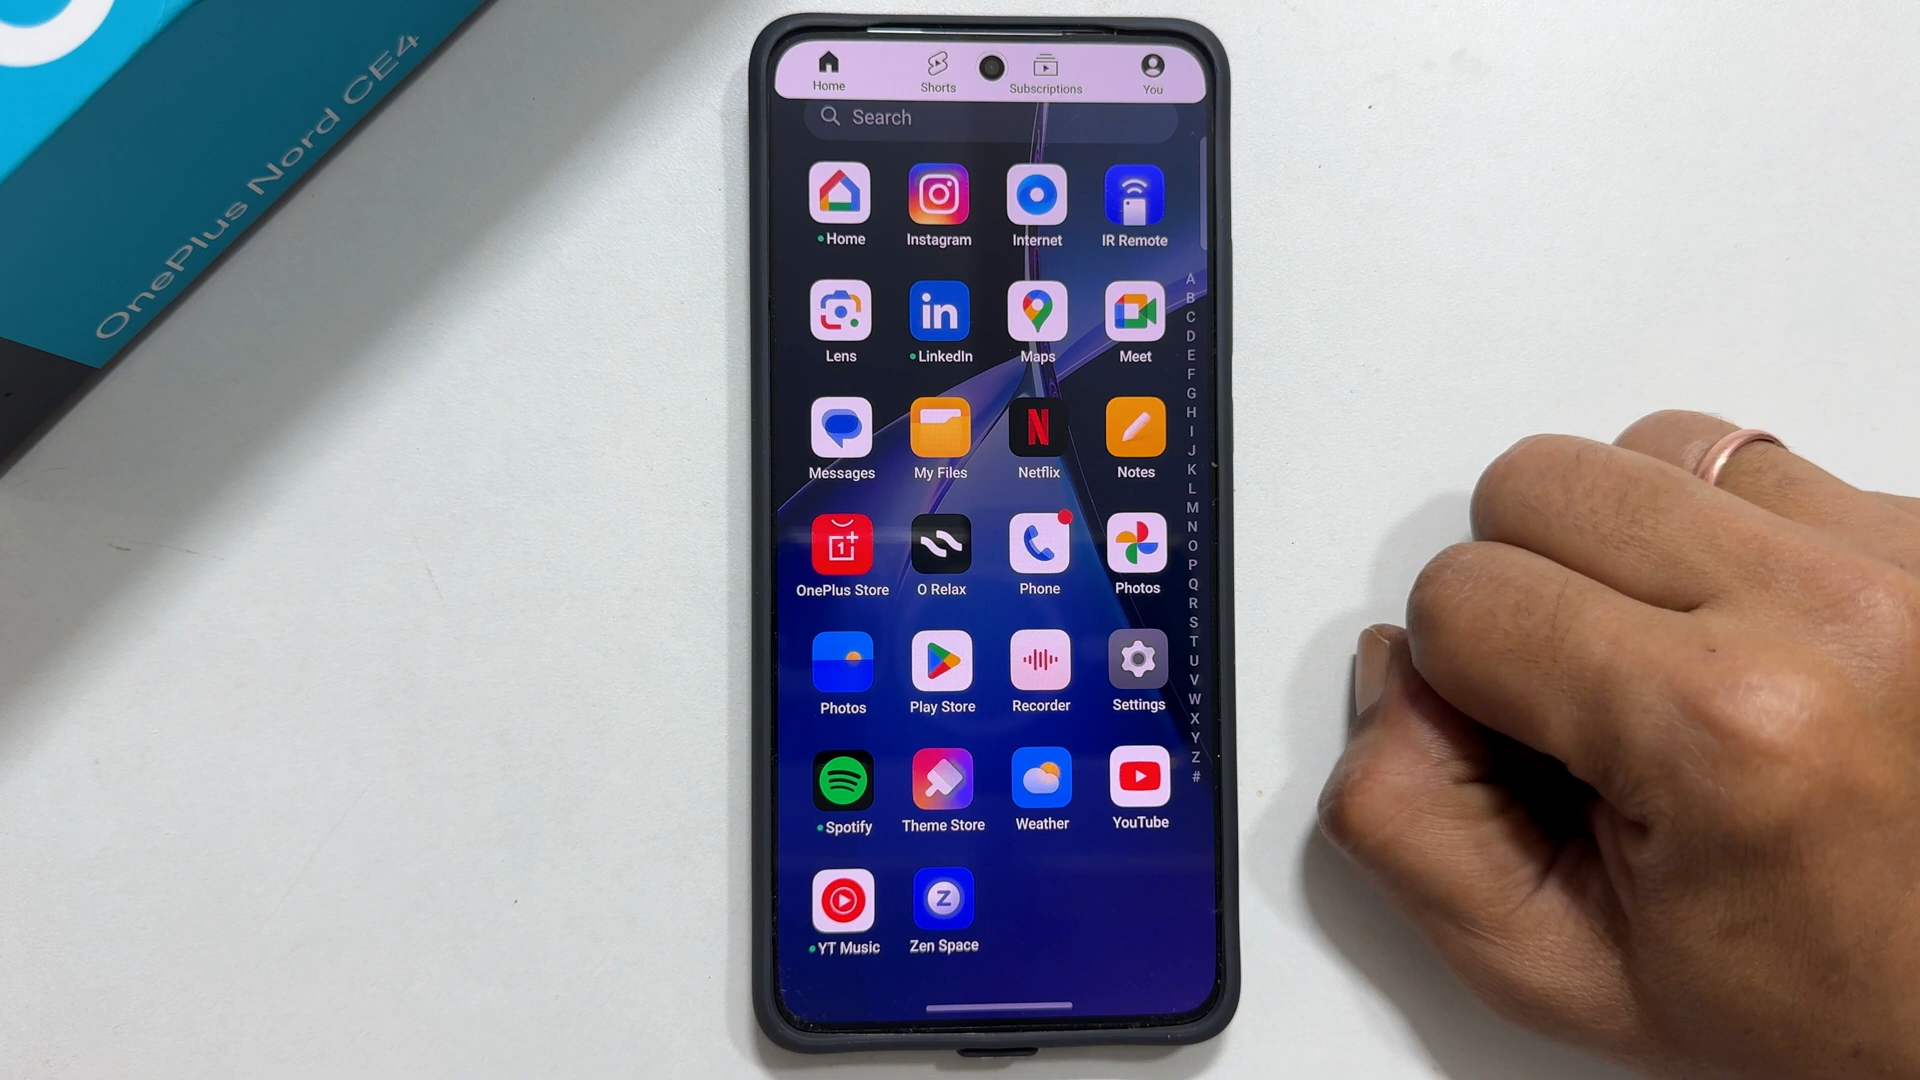 OnePlus Nord CE4
Home Shorts Subscriptions You
Search
Home Instagram Internet IR Remote
Lens LinkedIn Maps Meet
Messages My Files Netflix Notes
OnePlus Store O Relax Phone Photos
Photos Play Store Recorder Settings
Spotify Theme Store Weather YouTube
YT Music Zen Space
A
B
C
D
E
F
G
H
I
J
K
L
M
N
O
P
Q
R
S
T
U
V
W
X
Y
Z
#